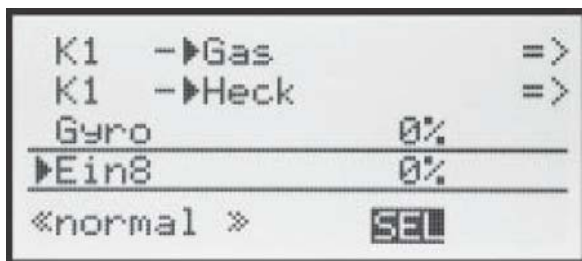 K1 –▶Gas =>
K1 –▶Heck =>
Gyro 0%
▶Ein8 0%
«normal » SEL